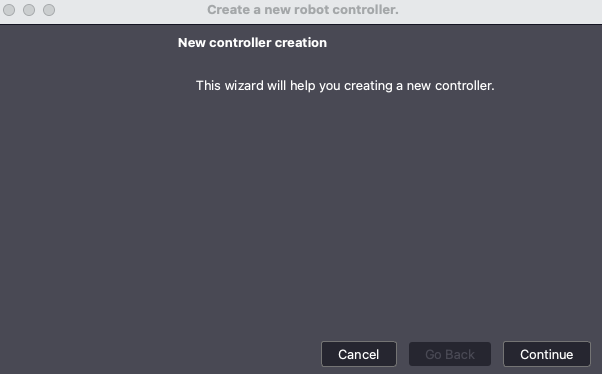 Create a new robot controller.
New controller creation
This wizard will help you creating a new controller.
Cancel
Go Back
Continue